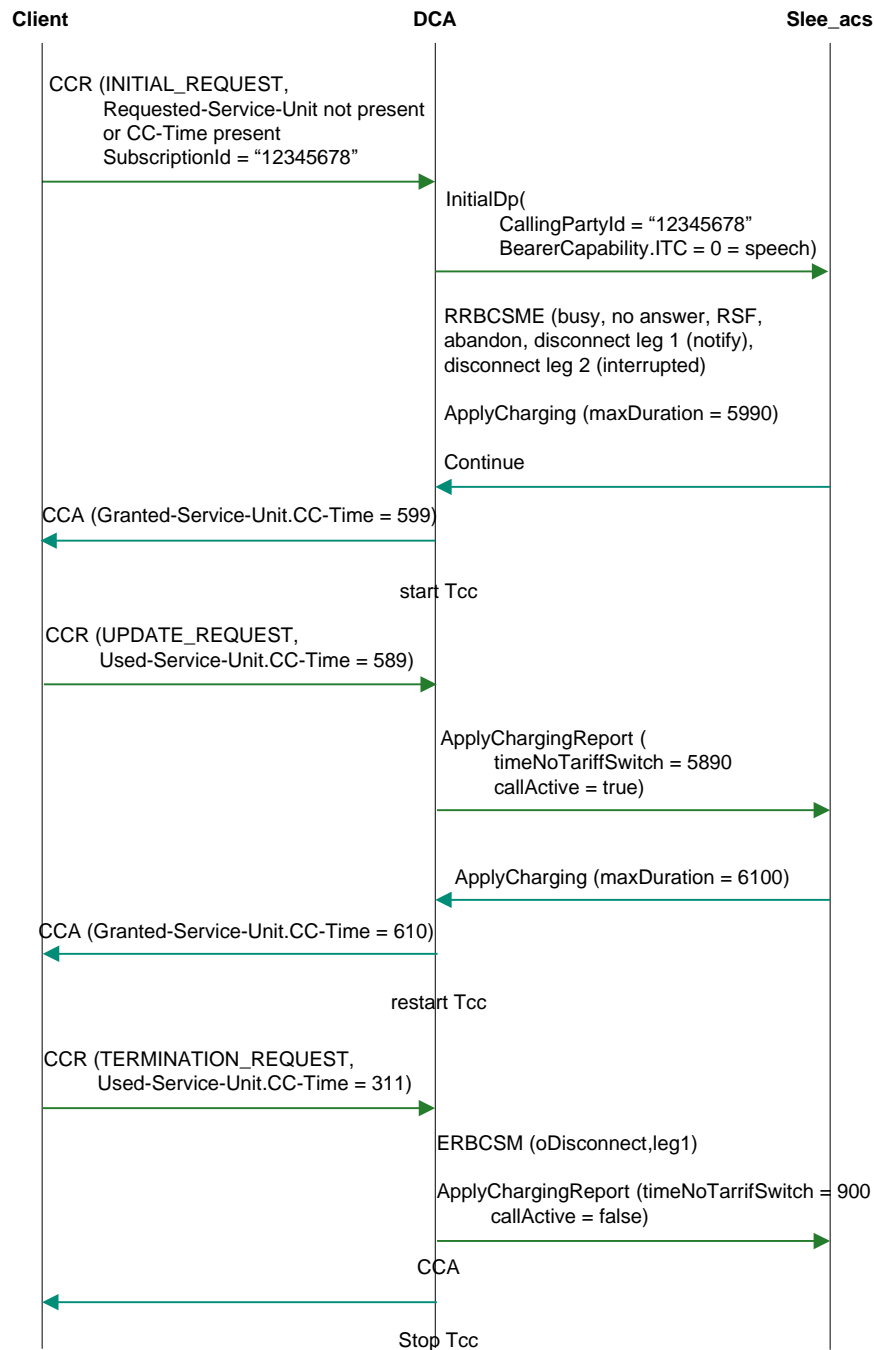 Client DCA Slee_acs
CCR (INITIAL_REQUEST,
Requested-Service-Unit not present
or CC-Time present
SubscriptionId = “12345678”
InitialDp(
CallingPartyId = “12345678”
BearerCapability.ITC = 0 = speech)
RRBCSME (busy, no answer, RSF,
abandon, disconnect leg 1 (notify),
disconnect leg 2 (interrupted)
ApplyCharging (maxDuration = 5990)
Continue
CCA (Granted-Service-Unit.CC-Time = 599)
start Tcc
CCR (UPDATE_REQUEST,
Used-Service-Unit.CC-Time = 589)
ApplyChargingReport (
timeNoTariffSwitch = 5890
callActive = true)
ApplyCharging (maxDuration = 6100)
CCA (Granted-Service-Unit.CC-Time = 610)
restart Tcc
CCR (TERMINATION_REQUEST,
Used-Service-Unit.CC-Time = 311)
ERBCSM (oDisconnect,leg1)
ApplyChargingReport (timeNoTarrifSwitch = 900
callActive = false)
CCA
Stop Tcc